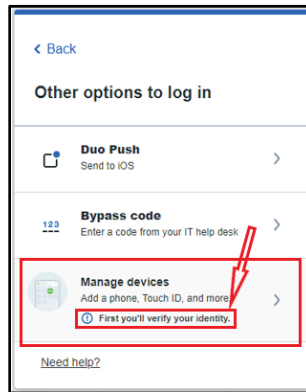 Back
Other options to log in
Duo Push
Send to iOS
123
Bypass code
Enter a code from your IT help desk
Manage devices
Add a phone, Touch ID, and more.
First you'll verify your identity.
Need help?